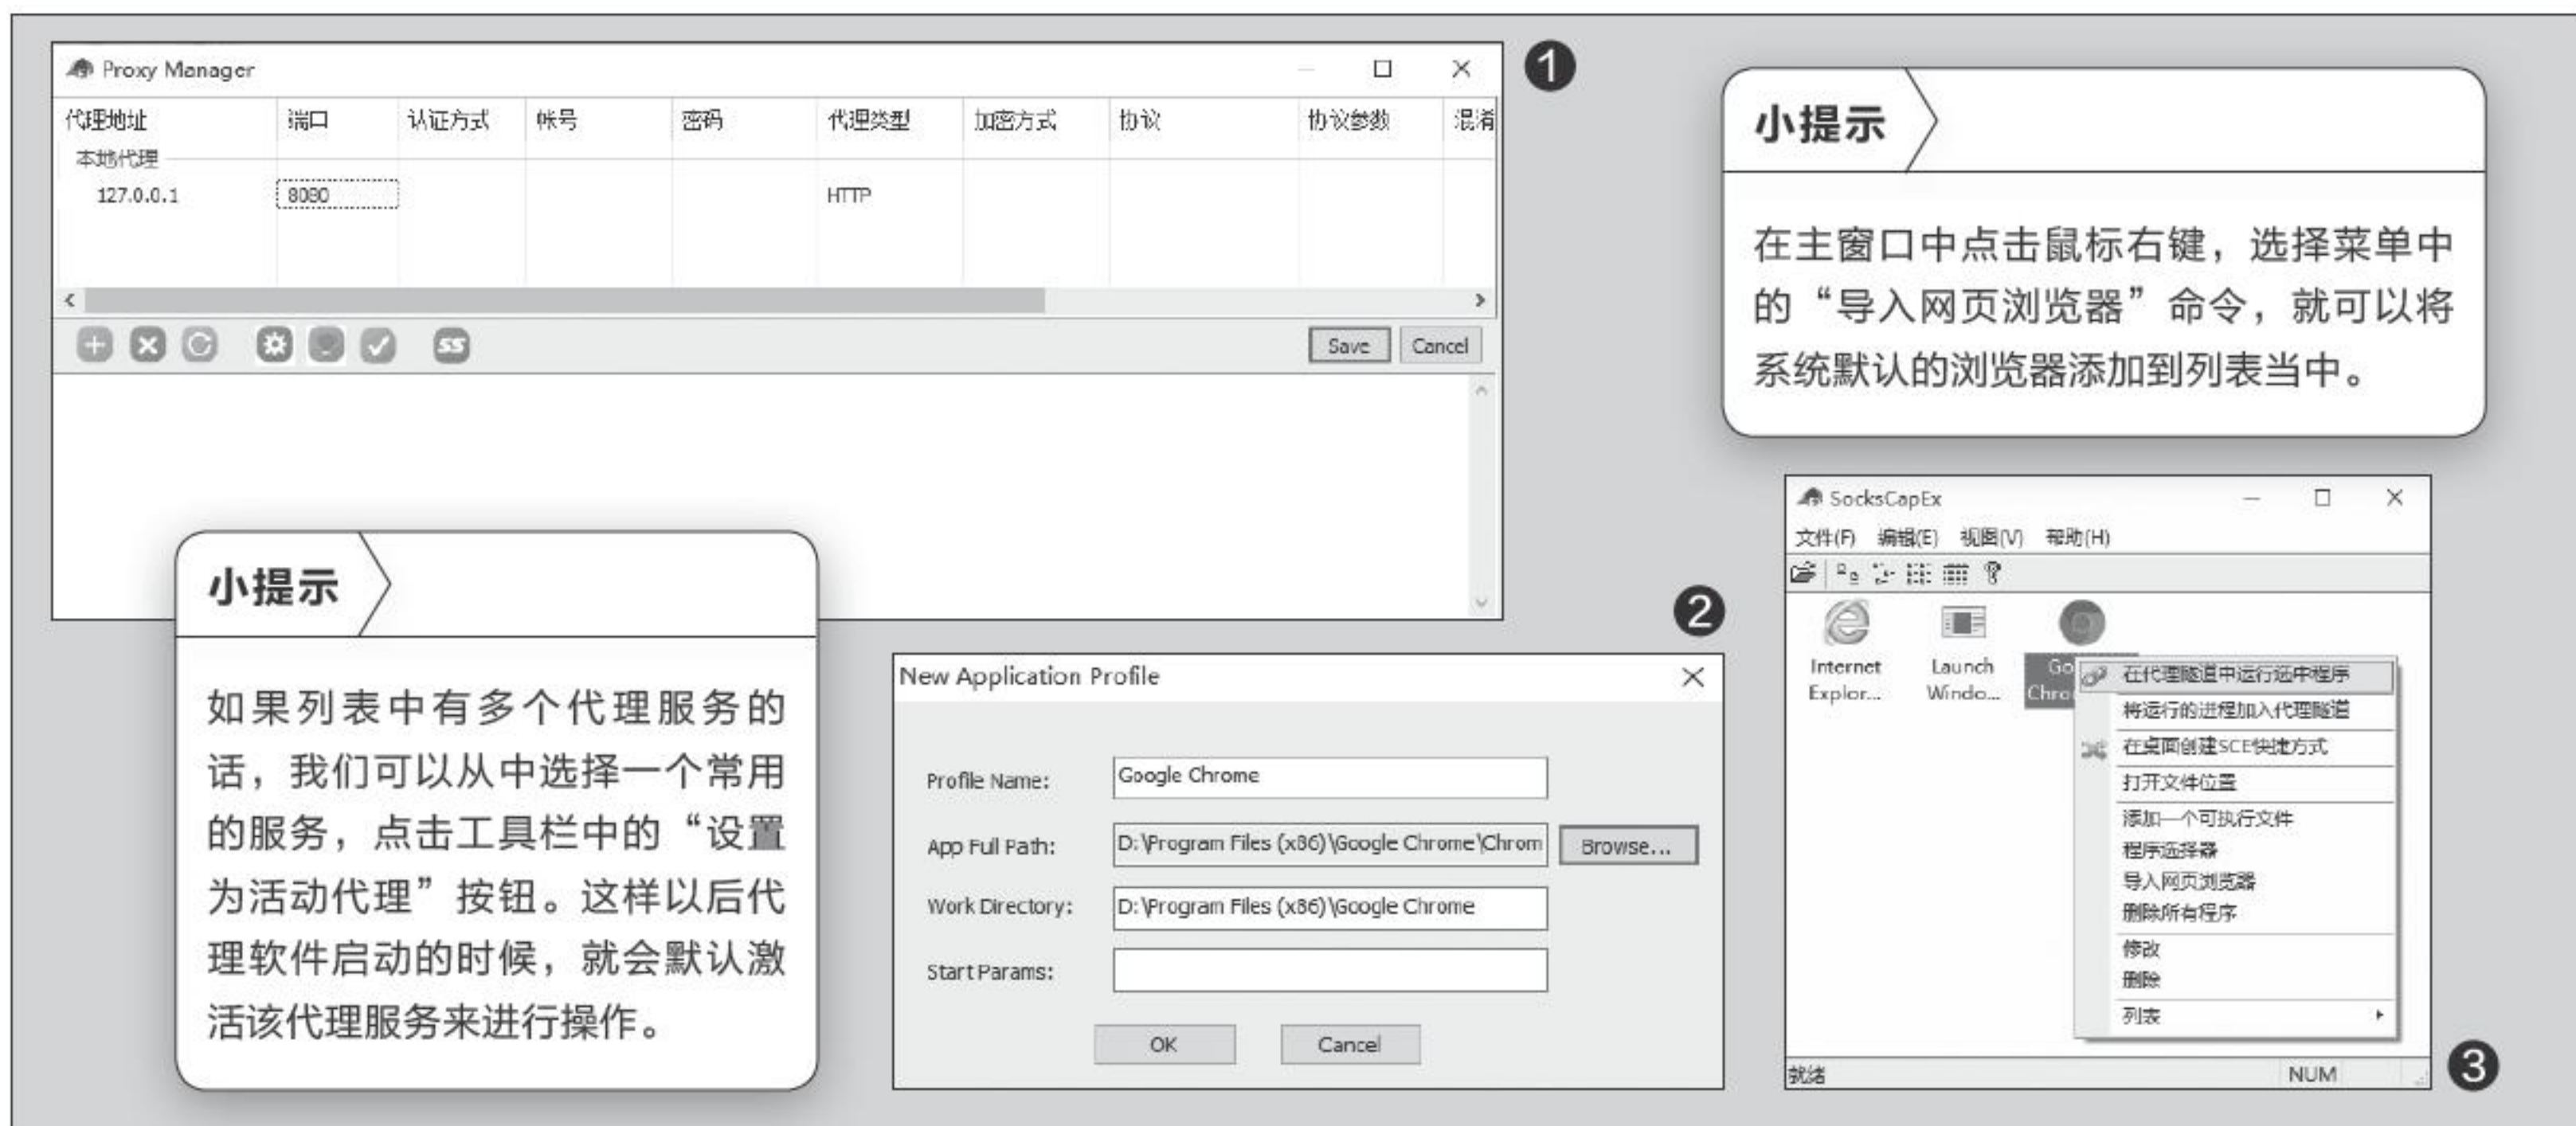 Proxy Manager
代理地址 端口 认证方式 帐号 密码 代理类型 加密方式 协议 协议参数 混淆
本地代理
127.0.0.1 8080 HTTP
SS
Save Cancel
1
小提示
如果列表中有多个代理服务的
话，我们可以从中选择一个常用
的服务，点击工具栏中的“设置
为活动代理”按钮。这样以后代
理软件启动的时候，就会默认激
活该代理服务来进行操作。
小提示
在主窗口中点击鼠标右键，选择菜单中
的“导入网页浏览器”命令，就可以将
系统默认的浏览器添加到列表当中。
2
New Application Profile
Profile Name: Google Chrome
App Full Path: D:\Program Files (x86)\Google Chrome\Chrom Browse...
Work Directory: D:\Program Files (x86)\Google Chrome
Start Params:
OK Cancel
SocksCapEx
文件(F) 编辑(E) 视图(V) 帮助(H)
Internet
Explor...
Launch
Windo...
Go
Chro
在代理隧道中运行选中程序
将运行的进程加入代理隧道
在桌面创建SCE快捷方式
打开文件位置
添加一个可执行文件
程序选择器
导入网页浏览器
删除所有程序
修改
删除
列表
就绪 NUM
3